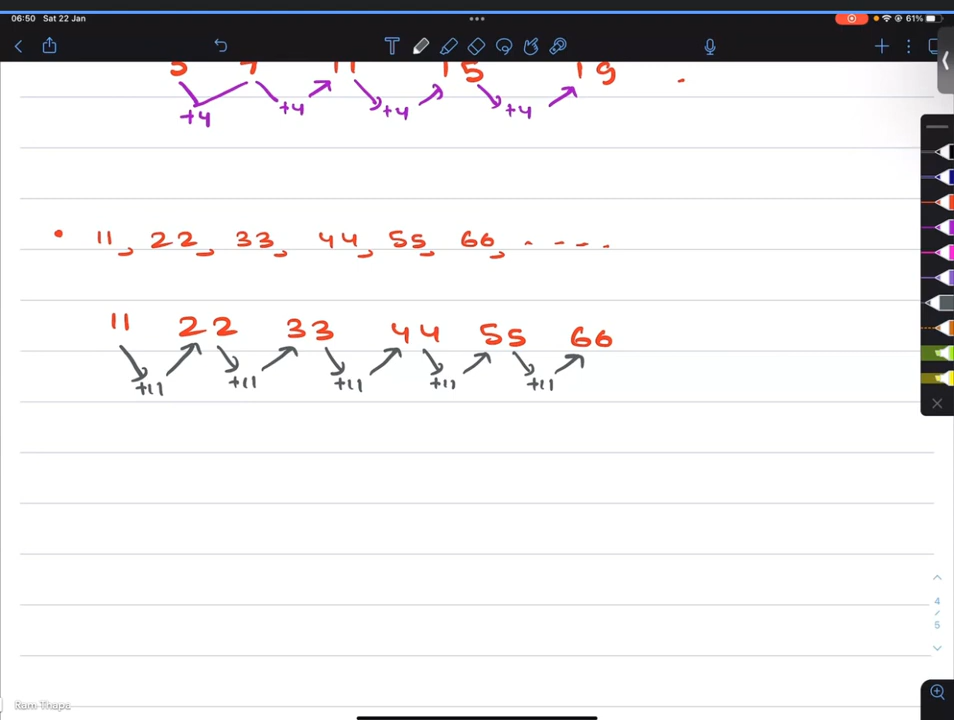 06:50 Sat 22 Jan
61%
T
3 7 11 15 19 .
+4 +4 +4 +4
• 11, 22, 33, 44, 55, 66, - - - - .
11 22 33 44 55 66
+11 +11 +11 +11 +11
4
/
5
Ram Thapa